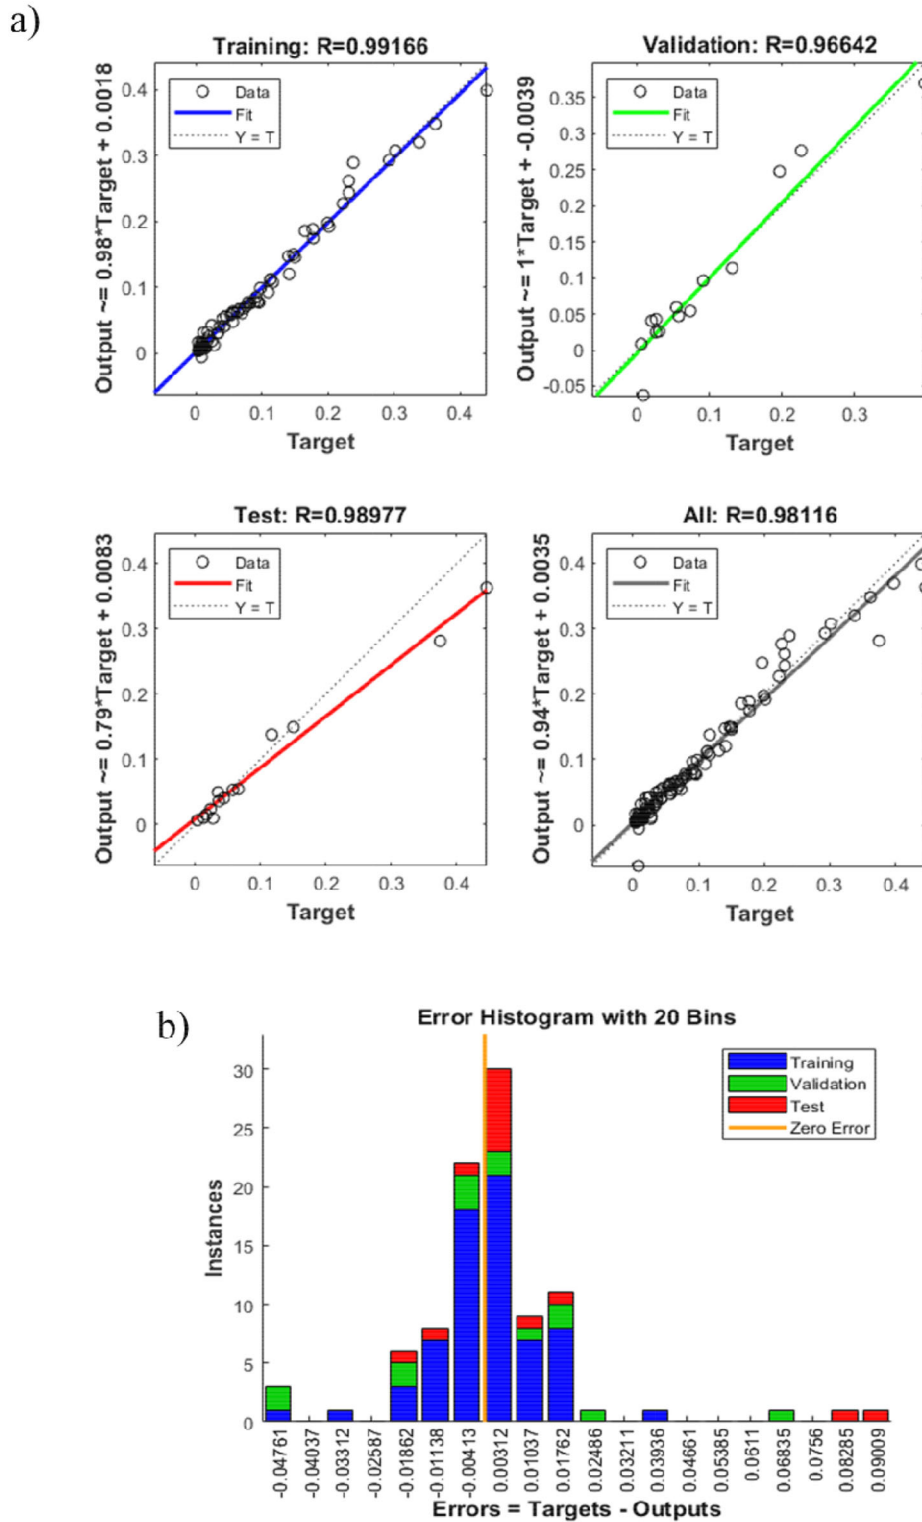 a)
Training: R=0.99166
Output ~= 0.98*Target + 0.0018
0.4
0.3
0.2
0.1
0
Data
Fit
Y = T
0 0.1 0.2 0.3 0.4
Target
Validation: R=0.96642
Output ~= 1*Target + -0.0039
0.35
0.3
0.25
0.2
0.15
0.1
0.05
0
-0.05
Data
Fit
Y = T
0 0.1 0.2 0.3
Target
Test: R=0.98977
Output ~= 0.79*Target + 0.0083
0.4
0.3
0.2
0.1
0
Data
Fit
Y = T
0 0.1 0.2 0.3 0.4
Target
All: R=0.98116
Output ~= 0.94*Target + 0.0035
0.4
0.3
0.2
0.1
0
Data
Fit
Y = T
0 0.1 0.2 0.3 0.4
Target
b)
Error Histogram with 20 Bins
Instances
30
25
20
15
10
5
0
Training
Validation
Test
Zero Error
-0.04761
-0.04037
-0.03312
-0.02587
-0.01862
-0.01138
-0.00413
0.00312
0.01037
0.01762
0.02486
0.03211
0.03936
0.04661
0.05385
0.0611
0.06835
0.0756
0.08285
0.09009
Errors = Targets - Outputs